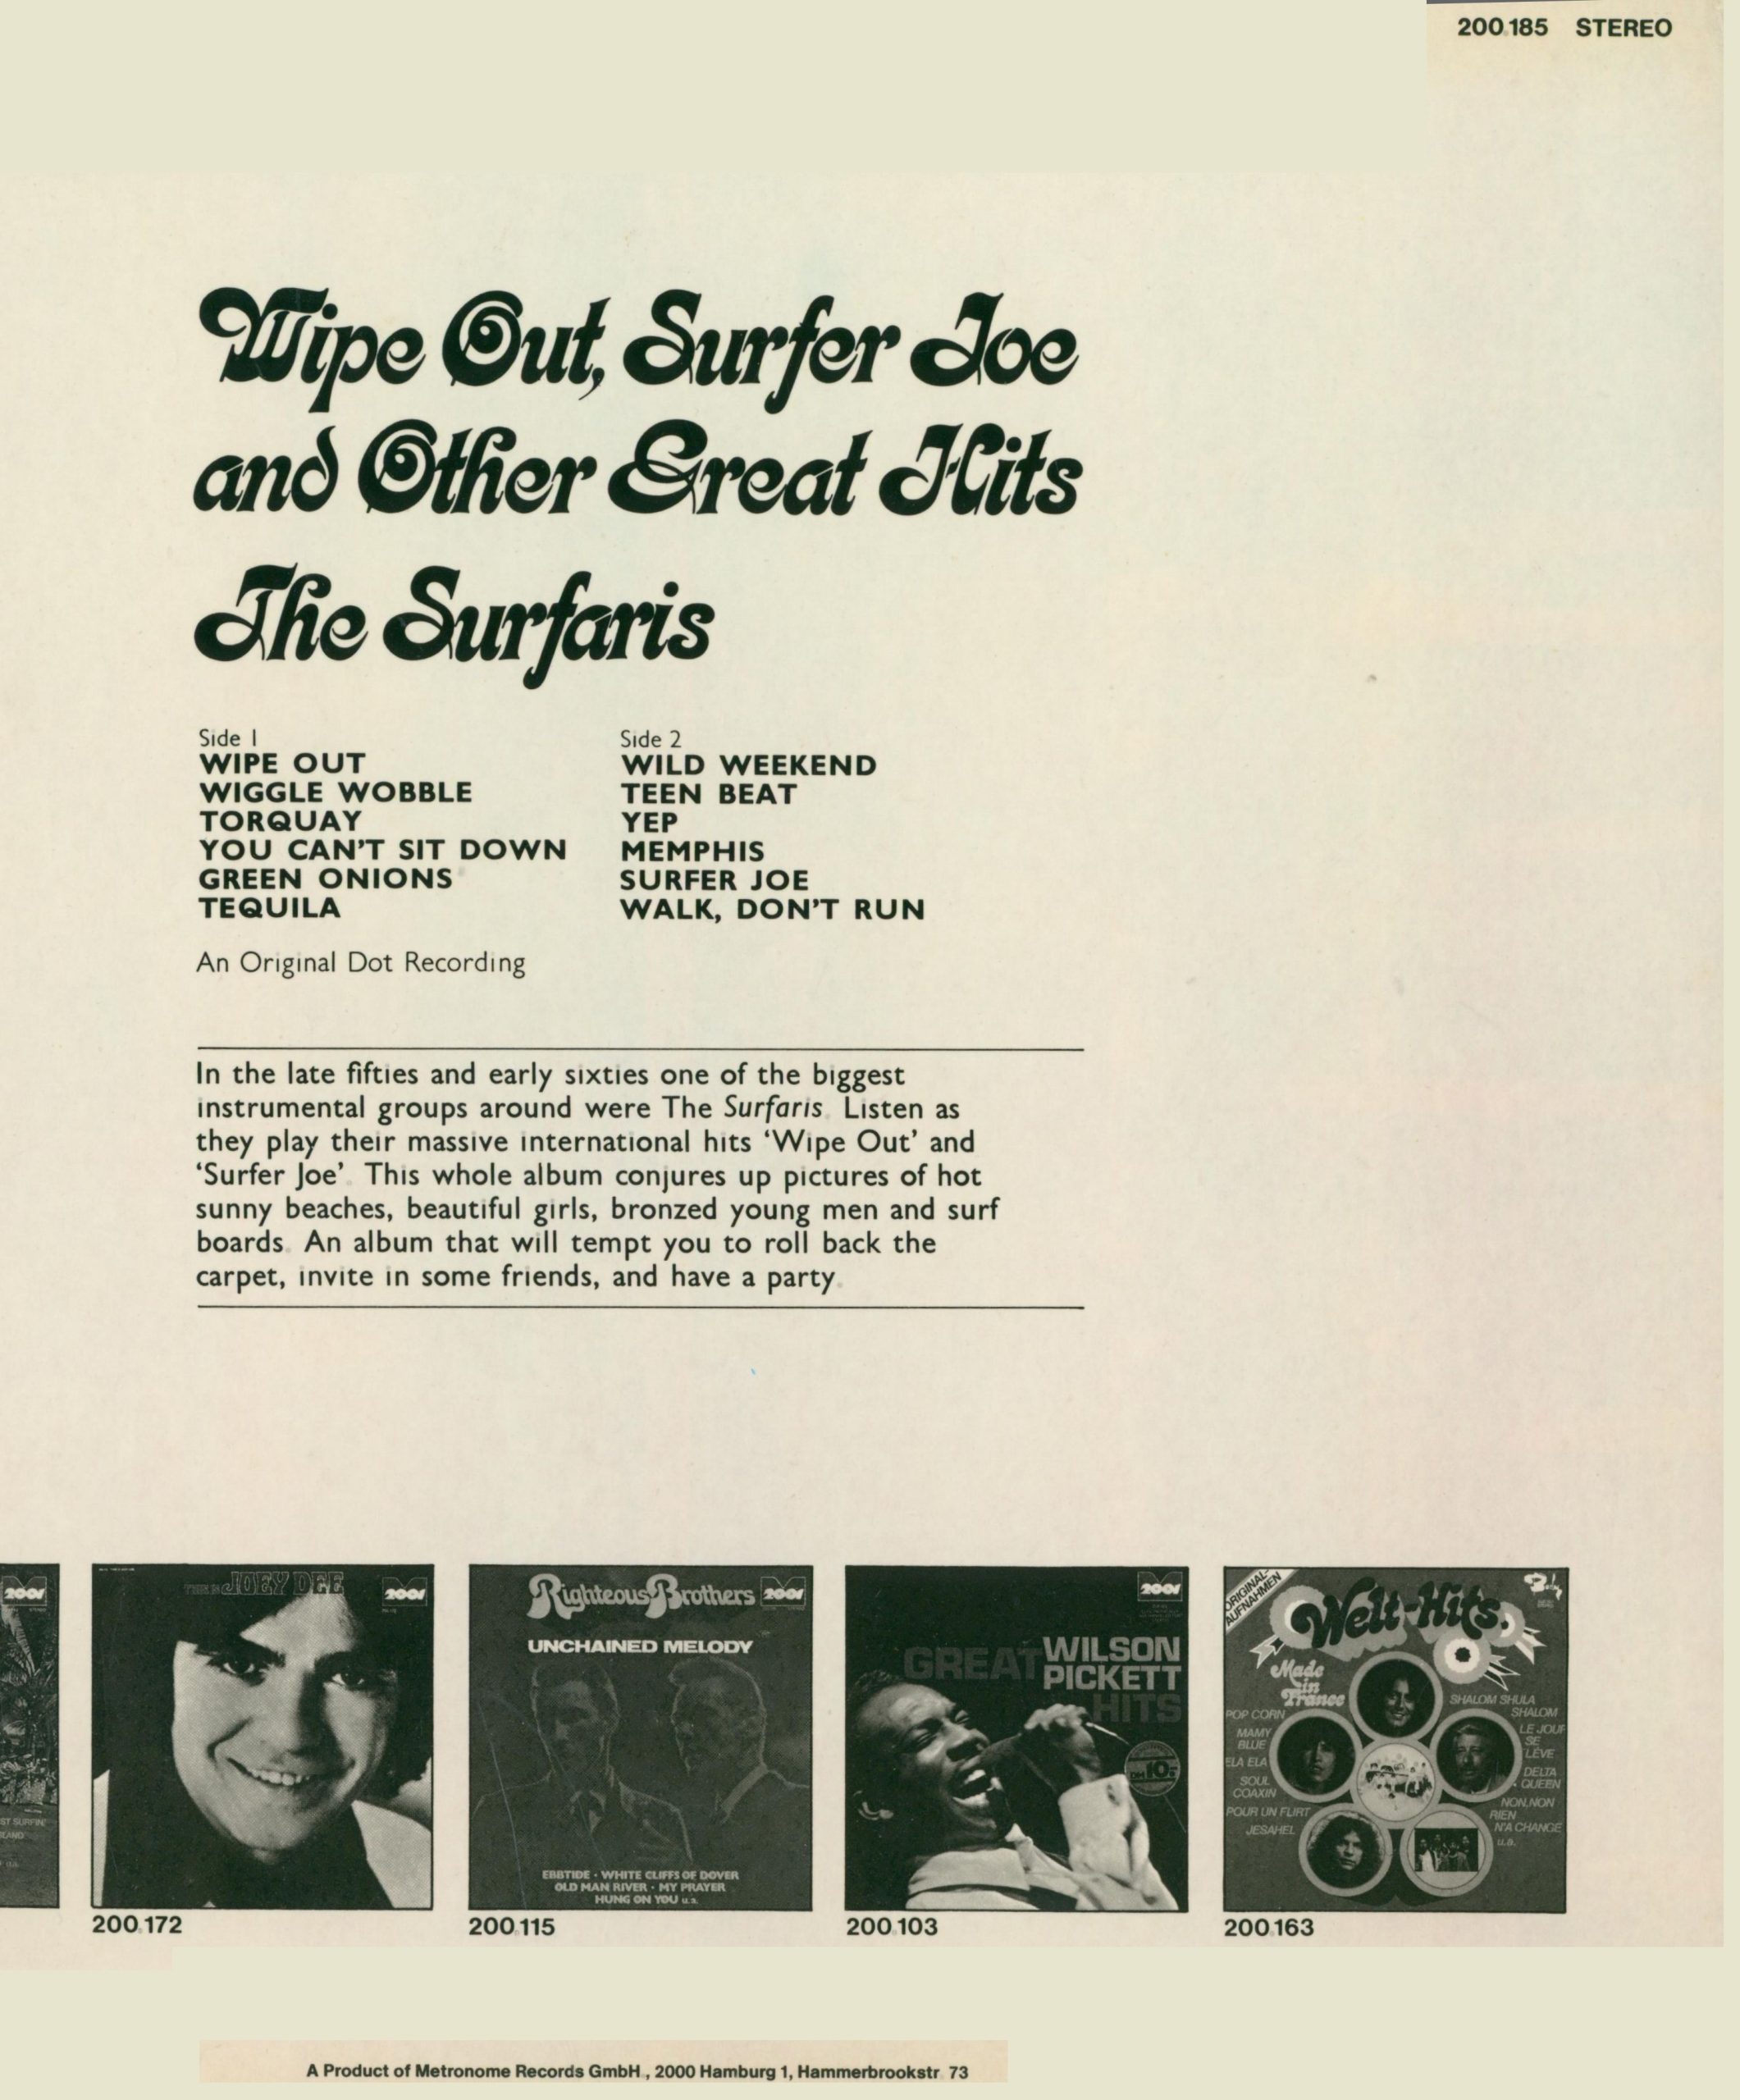 200.185 STEREO
Wipe Out, Surfer Joe
and Other Great Hits
The Surfaris
Side 1
WIPE OUT
WIGGLE WOBBLE
TORQUAY
YOU CAN'T SIT DOWN
GREEN ONIONS
TEQUILA
Side 2
WILD WEEKEND
TEEN BEAT
YEP
MEMPHIS
SURFER JOE
WALK, DON'T RUN
An Original Dot Recording
In the late fifties and early sixties one of the biggest
instrumental groups around were The Surfaris. Listen as
they play their massive international hits ‘Wipe Out’ and
‘Surfer Joe’. This whole album conjures up pictures of hot
sunny beaches, beautiful girls, bronzed young men and surf
boards. An album that will tempt you to roll back the
carpet, invite in some friends, and have a party.
2001
THIS IS JOEY DEE
2001
200.172
Righteous Brothers
2001
UNCHAINED MELODY
EBBTIDE · WHITE CLIFFS OF DOVER
OLD MAN RIVER · MY PRAYER
HUNG ON YOU u.a.
200.115
2001
GREAT WILSON
PICKETT
HITS
DM 10.-
200.103
ORIGINAL-
AUFNAHMEN
Welt-Hits
Made
in
France
POP CORN
MAMY
BLUE
ELA ELA
SOUL
COAXIN
POUR UN FLIRT
JESAHEL
SHALOM SHULA
SHALOM
LE JOUR
SE
LÈVE
DELTA
QUEEN
NON,NON
RIEN
N'A CHANGE
u.a.
200.163
A Product of Metronome Records GmbH., 2000 Hamburg 1, Hammerbrookstr. 73